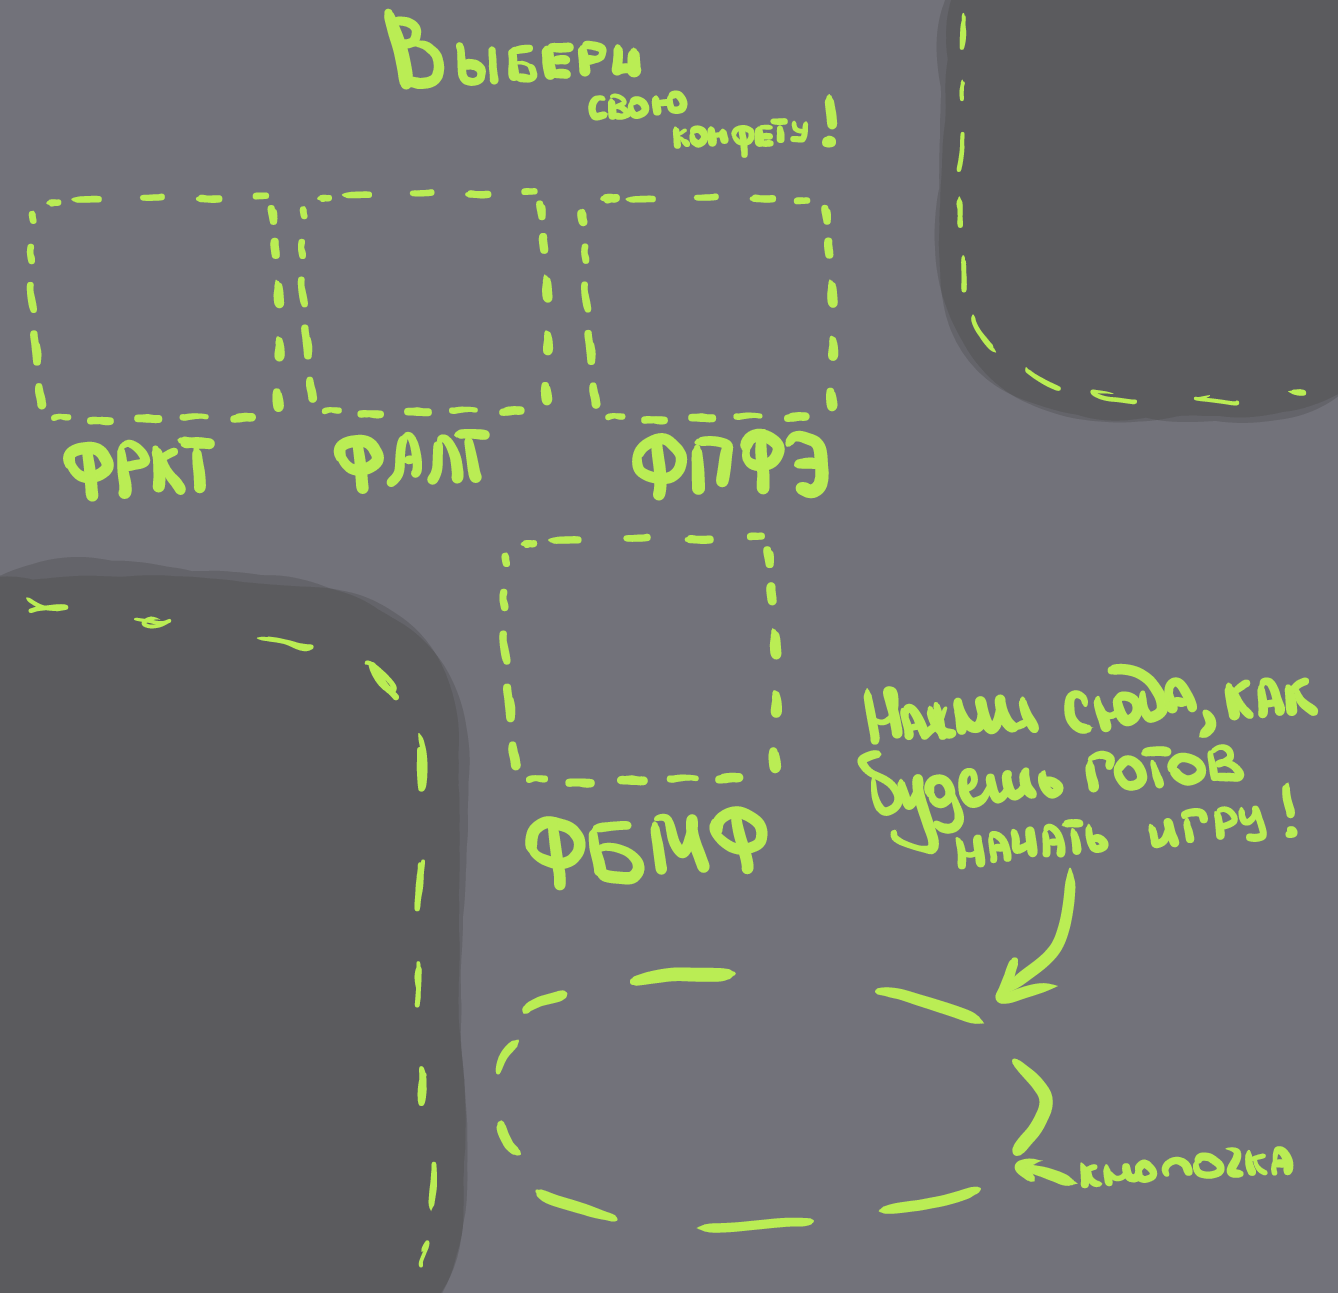 Выбери
свою
конфету!
ФРКТ ФАЛТ ФПФЭ
ФБМФ
Нажми сюда, как
будешь готов
начать игру!
кнопочка